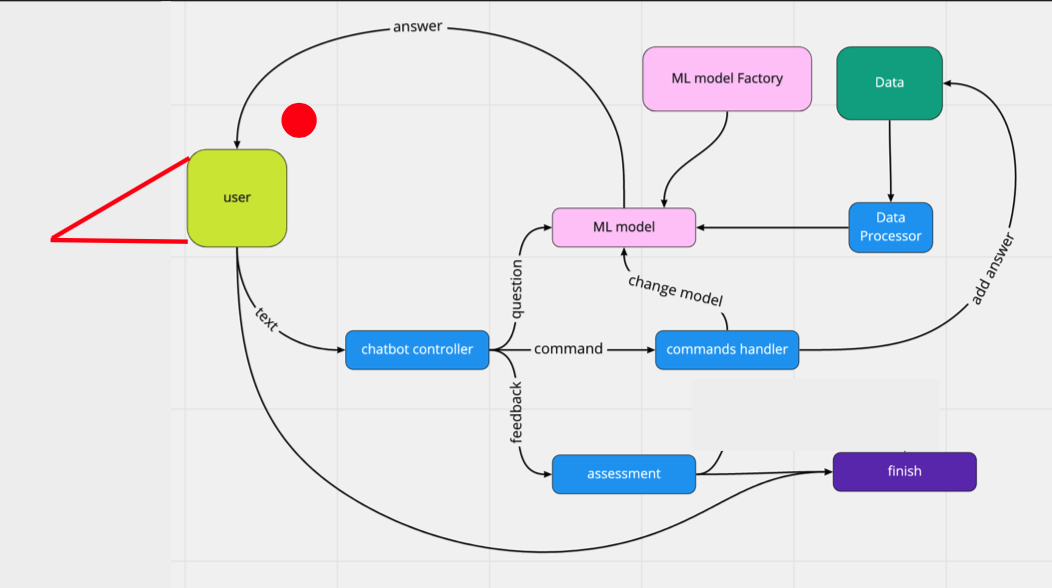 answer
ML model Factory
Data
user
ML model
Data
Processor
question
change model
add answer
text
chatbot controller
command
commands handler
feedback
assessment
finish